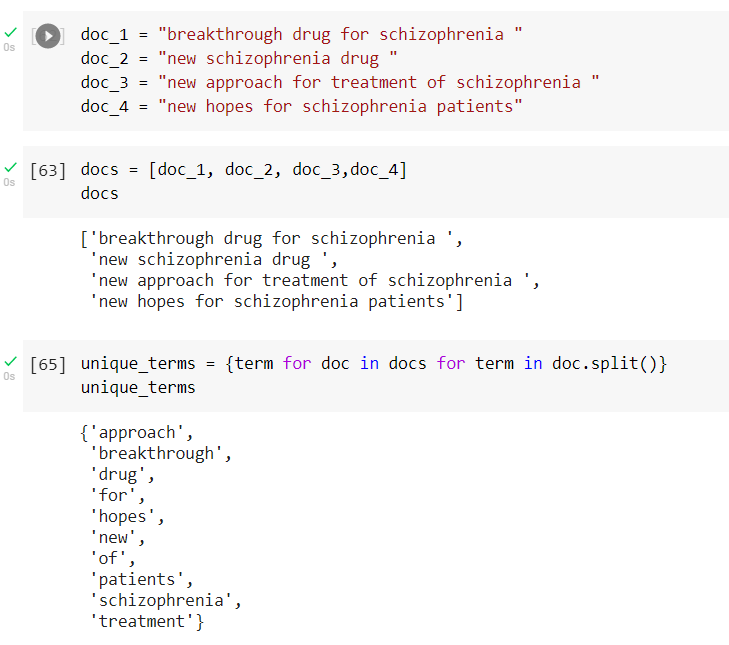 0s
doc_1 = "breakthrough drug for schizophrenia "
doc_2 = "new schizophrenia drug "
doc_3 = "new approach for treatment of schizophrenia "
doc_4 = "new hopes for schizophrenia patients"
0s
[63] docs = [doc_1, doc_2, doc_3,doc_4]
docs
['breakthrough drug for schizophrenia ',
 'new schizophrenia drug ',
 'new approach for treatment of schizophrenia ',
 'new hopes for schizophrenia patients']
0s
[65] unique_terms = {term for doc in docs for term in doc.split()}
unique_terms
{'approach',
 'breakthrough',
 'drug',
 'for',
 'hopes',
 'new',
 'of',
 'patients',
 'schizophrenia',
 'treatment'}